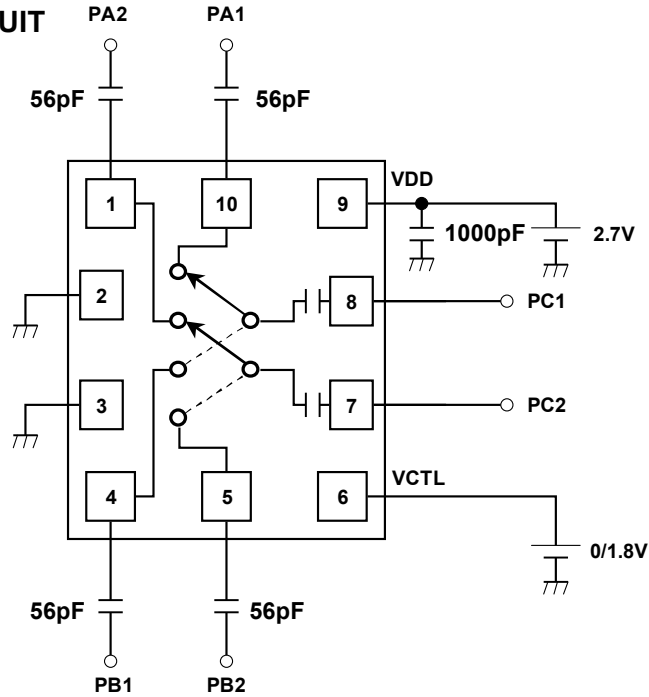 UIT
PA2 PA1
56pF 56pF
VDD
1 10 9
1000pF 2.7V
2
8 PC1
3 7 PC2
VCTL
4 5 6
0/1.8V
56pF 56pF
PB1 PB2